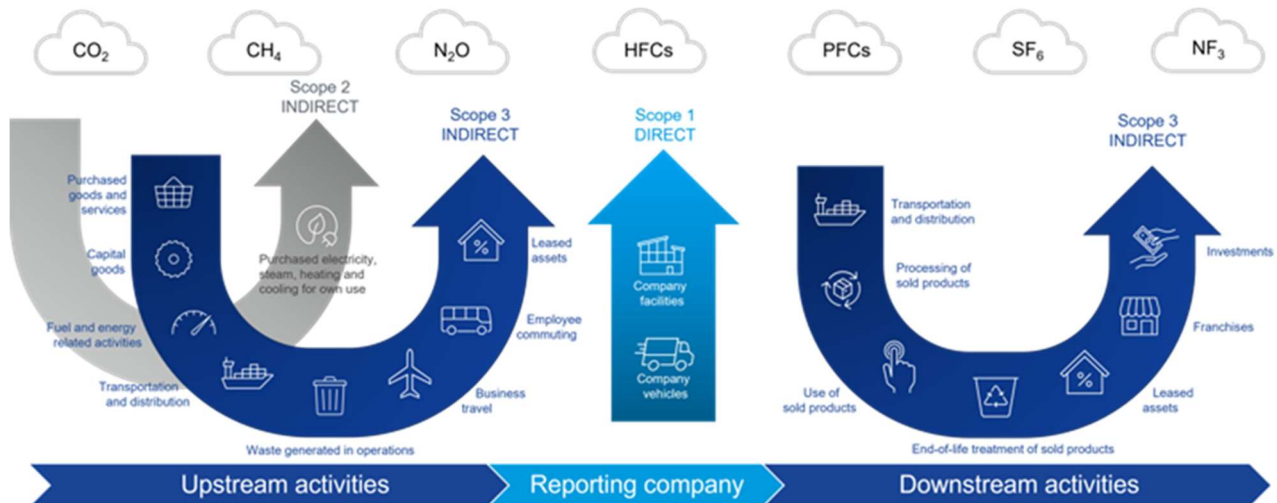 CO₂
CH₄
N₂O
HFCs
PFCs
SF₆
NF₃
Scope 2
INDIRECT
Scope 3
INDIRECT
Scope 1
DIRECT
Scope 3
INDIRECT
Purchased
goods and
services
Capital
goods
Fuel and energy
related activities
Transportation
and distribution
Waste generated in operations
Business
travel
Employee
commuting
Leased
assets
Purchased electricity,
steam, heating and
cooling for own use
Company
facilities
Company
vehicles
Transportation
and distribution
Processing of
sold products
Use of
sold products
End-of-life treatment of sold products
Leased
assets
Franchises
Investments
%
%
Upstream activities
Reporting company
Downstream activities